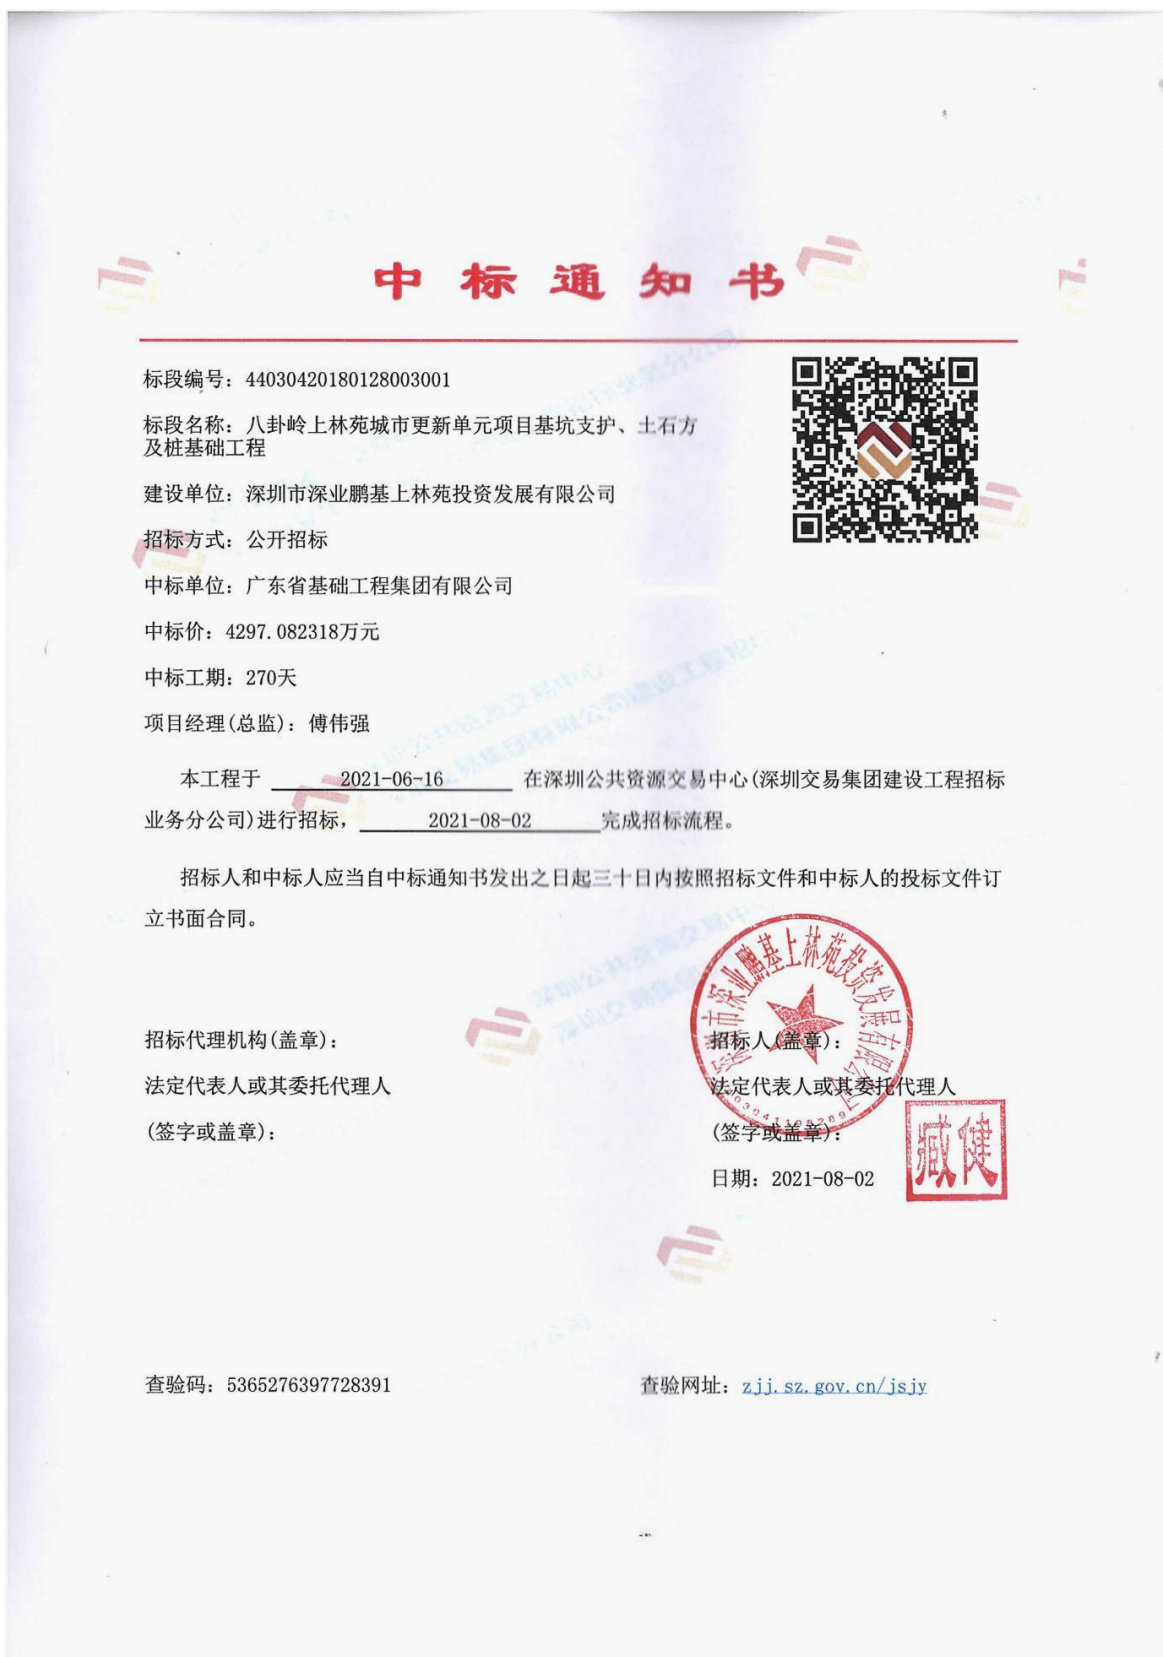 中标通知书
标段编号：44030420180128003001
标段名称：八卦岭上林苑城市更新单元项目基坑支护、土石方
及桩基础工程
建设单位：深圳市深业鹏基上林苑投资发展有限公司
招标方式：公开招标
中标单位：广东省基础工程集团有限公司
中标价：4297.082318万元
中标工期：270天
项目经理(总监)：傅伟强
本工程于 2021-06-16 在深圳公共资源交易中心(深圳交易集团建设工程招标
业务分公司)进行招标， 2021-08-02 完成招标流程。
招标人和中标人应当自中标通知书发出之日起三十日内按照招标文件和中标人的投标文件订
立书面合同。
深圳市深业鹏基上林苑投资发展有限公司
招标代理机构(盖章)：
招标人(盖章)：
法定代表人或其委托代理人
法定代表人或其委托代理人
(签字或盖章)：
(签字或盖章)：
臧健
日期：2021-08-02
查验码：5365276397728391
查验网址：zjj.sz.gov.cn/jsjy